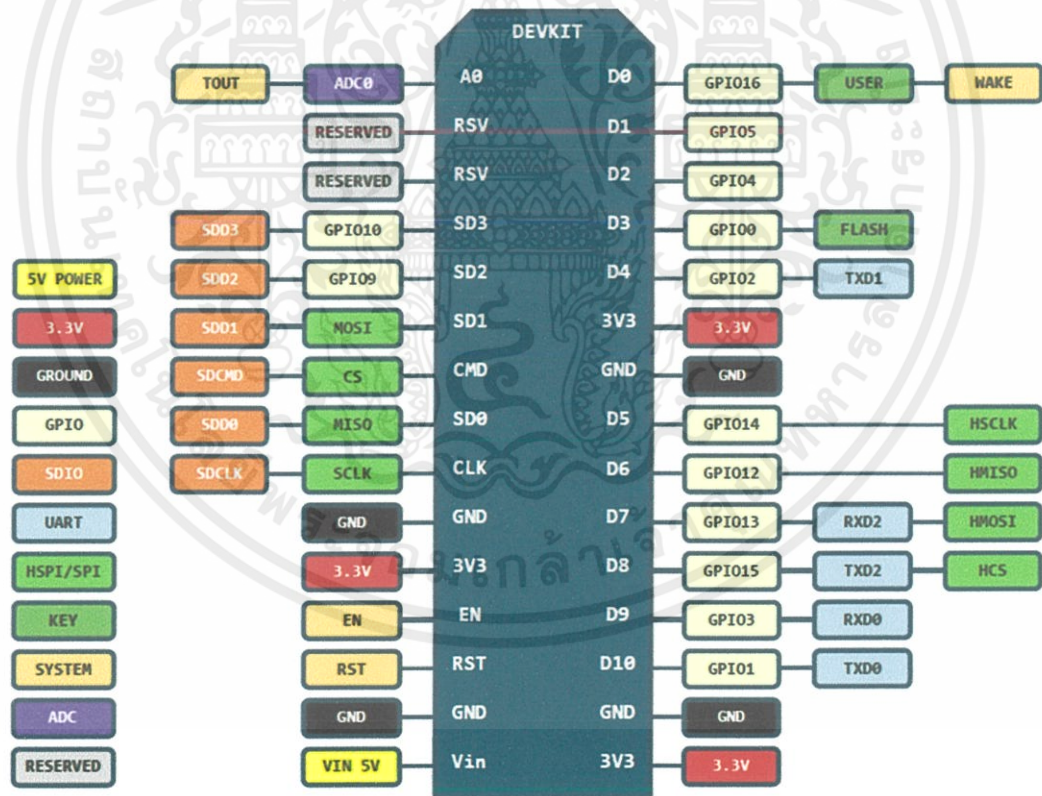 DEVKIT
TOUT ADC0 A0 D0 GPIO16 USER WAKE
RESERVED RSV D1 GPIO5
RESERVED RSV D2 GPIO4
SDD3 GPIO10 SD3 D3 GPIO0 FLASH
5V POWER SDD2 GPIO9 SD2 D4 GPIO2 TXD1
3.3V SDD1 MOSI SD1 3V3 3.3V
GROUND SDCMD CS CMD GND GND
GPIO SDD0 MISO SD0 D5 GPIO14 HSCLK
SDIO SDCLK SCLK CLK D6 GPIO12 HMISO
UART GND GND D7 GPIO13 RXD2 HMOSI
HSPI/SPI 3.3V 3V3 D8 GPIO15 TXD2 HCS
KEY EN EN D9 GPIO3 RXD0
SYSTEM RST RST D10 GPIO1 TXD0
ADC GND GND GND GND
RESERVED VIN 5V Vin 3V3 3.3V